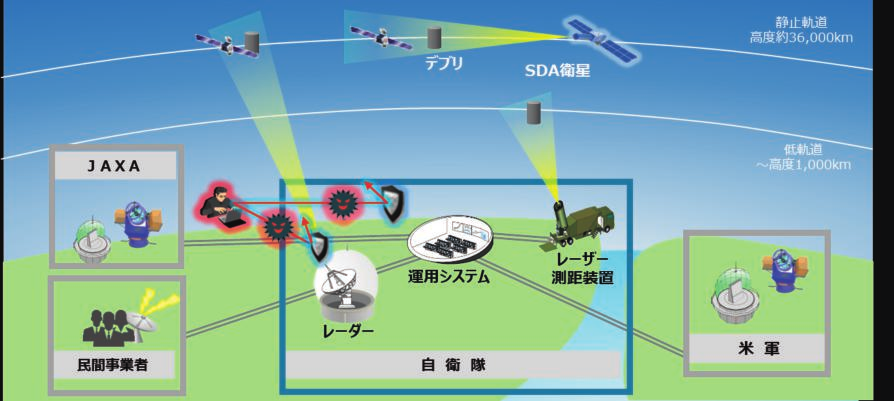 静止軌道
高度約36,000km
デブリ
SDA衛星
低軌道
～高度1,000km
JAXA
運用システム
レーザー
測距装置
レーダー
民間事業者
自衛隊
米軍